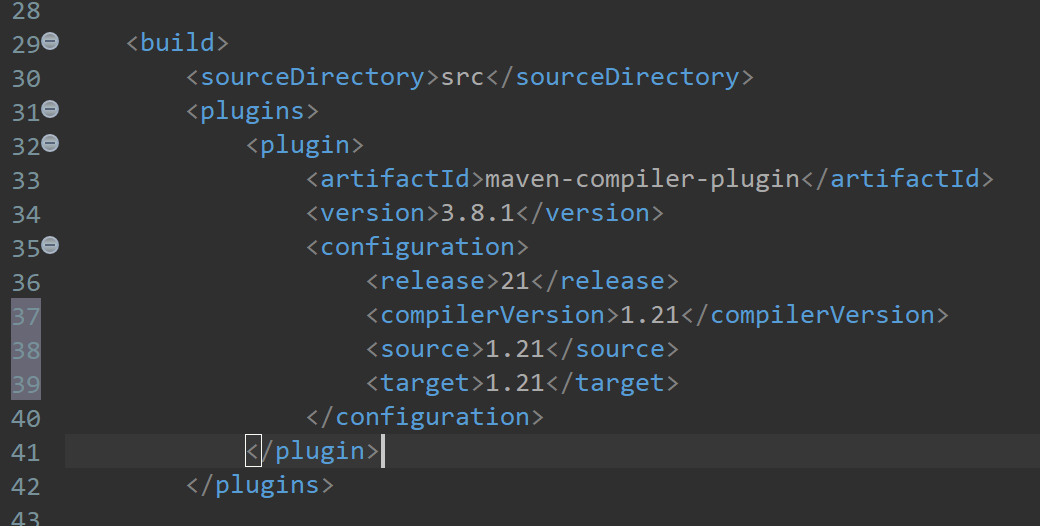 28
29 <build>
30 <sourceDirectory>src</sourceDirectory>
31 <plugins>
32 <plugin>
33 <artifactId>maven-compiler-plugin</artifactId>
34 <version>3.8.1</version>
35 <configuration>
36 <release>21</release>
37 <compilerVersion>1.21</compilerVersion>
38 <source>1.21</source>
39 <target>1.21</target>
40 </configuration>
41 </plugin>
42 </plugins>
43